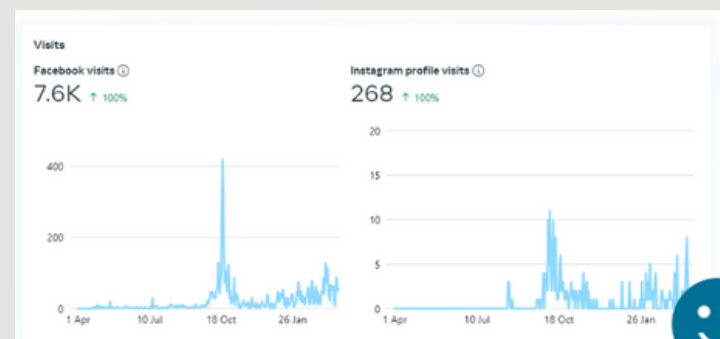 Visits
Facebook visits
7.6K ↑ 100%
400
200
0
1 Apr 10 Jul 18 Oct 26 Jan
Instagram profile visits
268 ↑ 100%
20
15
10
5
0
1 Apr 10 Jul 18 Oct 26 Jan